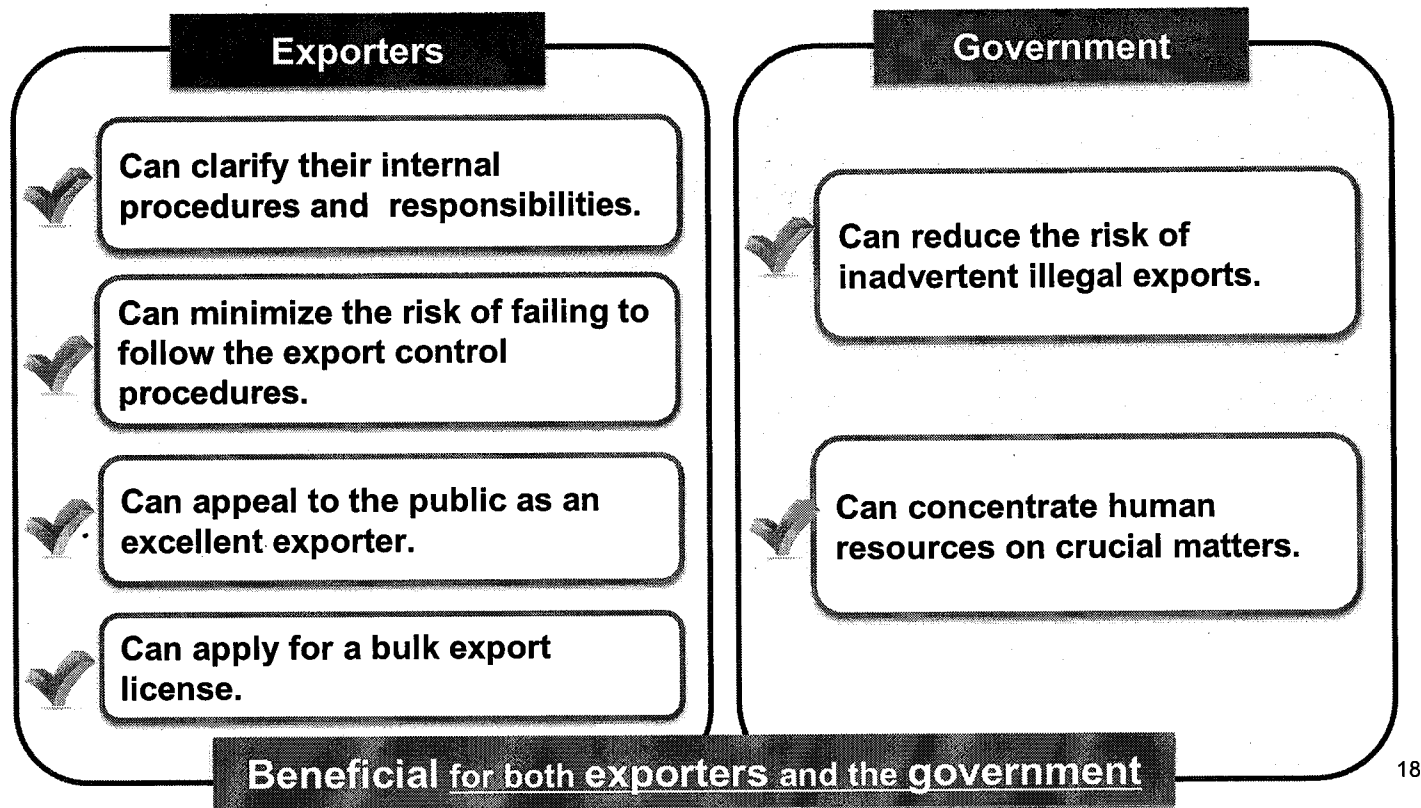 Exporters
Can clarify their internal
procedures and responsibilities.
Can minimize the risk of failing to
follow the export control
procedures.
Can appeal to the public as an
excellent exporter.
Can apply for a bulk export
license.
Government
Can reduce the risk of
inadvertent illegal exports.
Can concentrate human
resources on crucial matters.
Beneficial for both exporters and the government
18